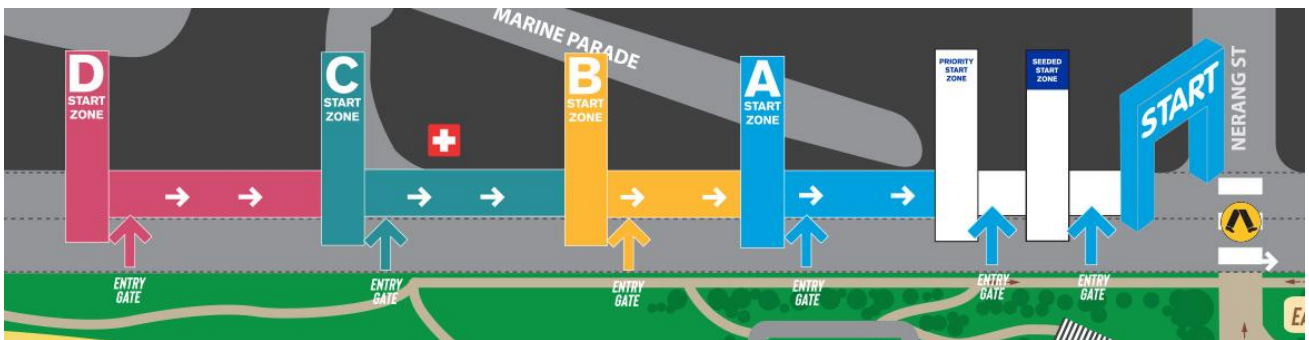 MARINE PARADE
D
START
ZONE
C
START
ZONE
B
START
ZONE
A
START
ZONE
PRIORITY
START
ZONE
SEEDED
START
ZONE
START
NERANG ST
ENTRY
GATE
ENTRY
GATE
ENTRY
GATE
ENTRY
GATE
ENTRY
GATE
ENTRY
GATE